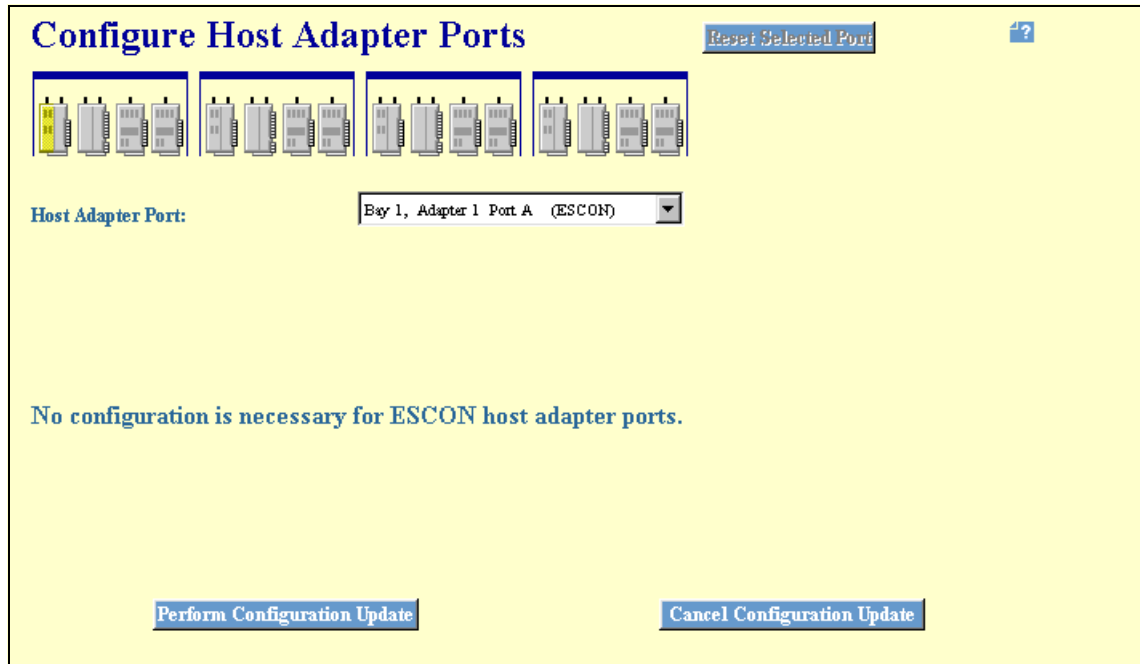 Configure Host Adapter Ports
Reset Selected Port
?
Host Adapter Port:
Bay 1, Adapter 1 Port A (ESCON)
No configuration is necessary for ESCON host adapter ports.
Perform Configuration Update
Cancel Configuration Update